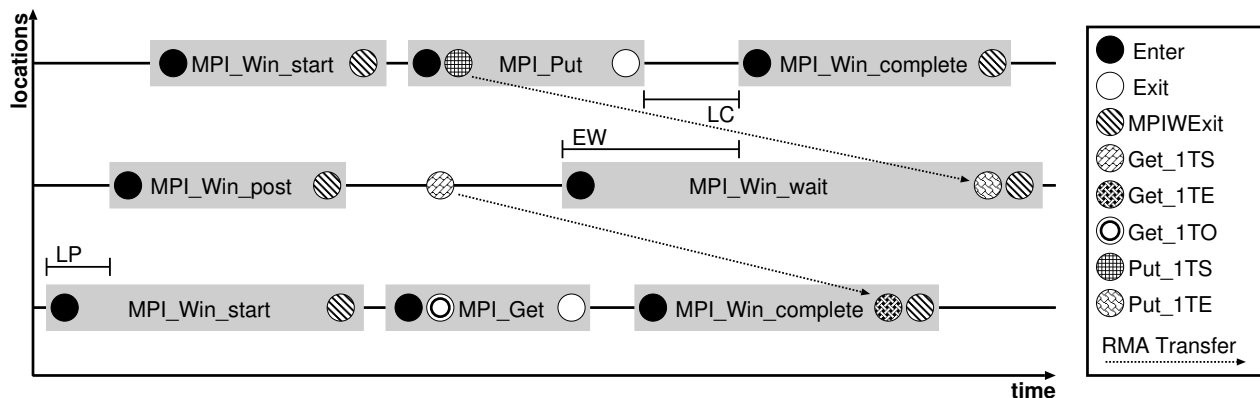 locations
MPI_Win_start
MPI_Put
MPI_Win_complete
LC
EW
MPI_Win_post
MPI_Win_wait
LP
MPI_Win_start
MPI_Get
MPI_Win_complete
time
Enter
Exit
MPIWExit
Get_1TS
Get_1TE
Get_1TO
Put_1TS
Put_1TE
RMA Transfer